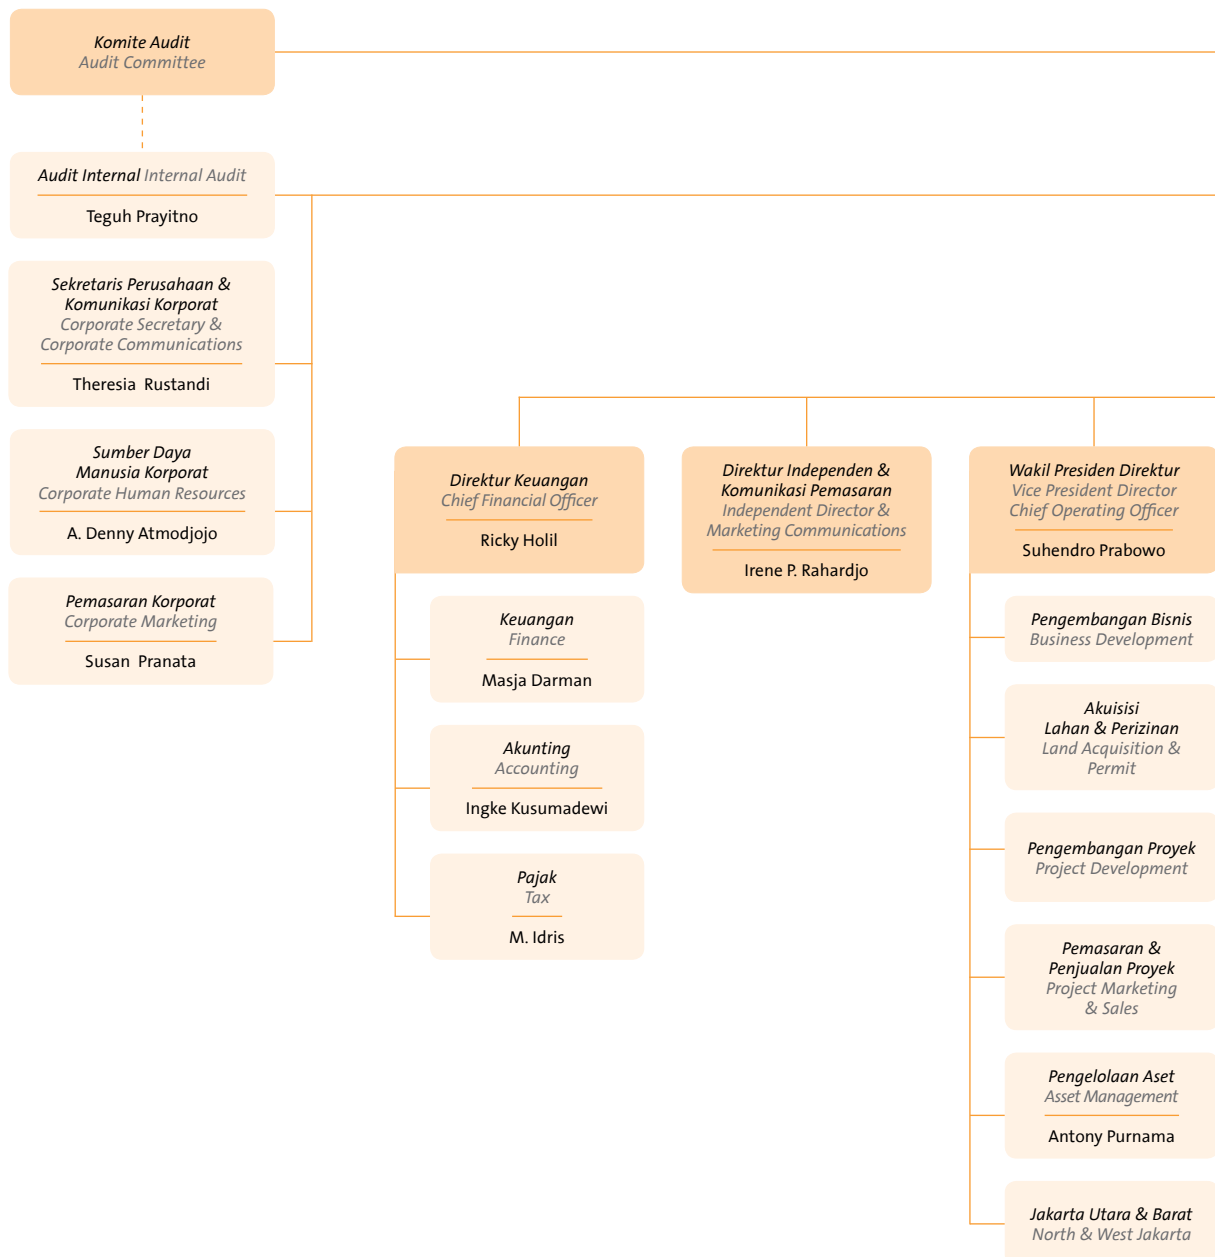 Komite Audit
Audit Committee
Audit Internal Internal Audit
Teguh Prayitno
Sekretaris Perusahaan &
Komunikasi Korporat
Corporate Secretary &
Corporate Communications
Theresia Rustandi
Sumber Daya
Manusia Korporat
Corporate Human Resources
A. Denny Atmodjojo
Pemasaran Korporat
Corporate Marketing
Susan Pranata
Direktur Keuangan
Chief Financial Officer
Ricky Holil
Keuangan
Finance
Masja Darman
Akunting
Accounting
Ingke Kusumadewi
Pajak
Tax
M. Idris
Direktur Independen &
Komunikasi Pemasaran
Independent Director &
Marketing Communications
Irene P. Rahardjo
Wakil Presiden Direktur
Vice President Director
Chief Operating Officer
Suhendro Prabowo
Pengembangan Bisnis
Business Development
Akuisisi
Lahan & Perizinan
Land Acquisition &
Permit
Pengembangan Proyek
Project Development
Pemasaran &
Penjualan Proyek
Project Marketing
& Sales
Pengelolaan Aset
Asset Management
Antony Purnama
Jakarta Utara & Barat
North & West Jakarta